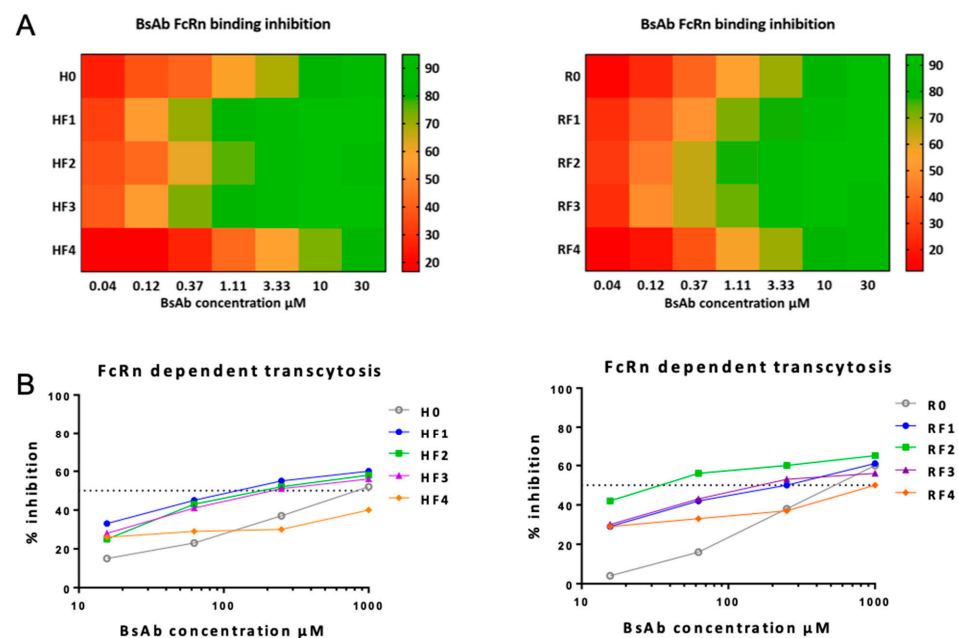 A
BsAb FcRn binding inhibition
H0
HF1
HF2
HF3
HF4
0.04 0.12 0.37 1.11 3.33 10 30
BsAb concentration µM
90
80
70
60
50
40
30
20
BsAb FcRn binding inhibition
R0
RF1
RF2
RF3
RF4
0.04 0.12 0.37 1.11 3.33 10 30
BsAb concentration µM
90
80
70
60
50
40
30
20
B
FcRn dependent transcytosis
% inhibition
100
80
60
40
20
0
10 100 1000
BsAb concentration µM
H0
HF1
HF2
HF3
HF4
FcRn dependent transcytosis
% inhibition
100
80
60
40
20
0
10 100 1000
BsAb concentration µM
R0
RF1
RF2
RF3
RF4